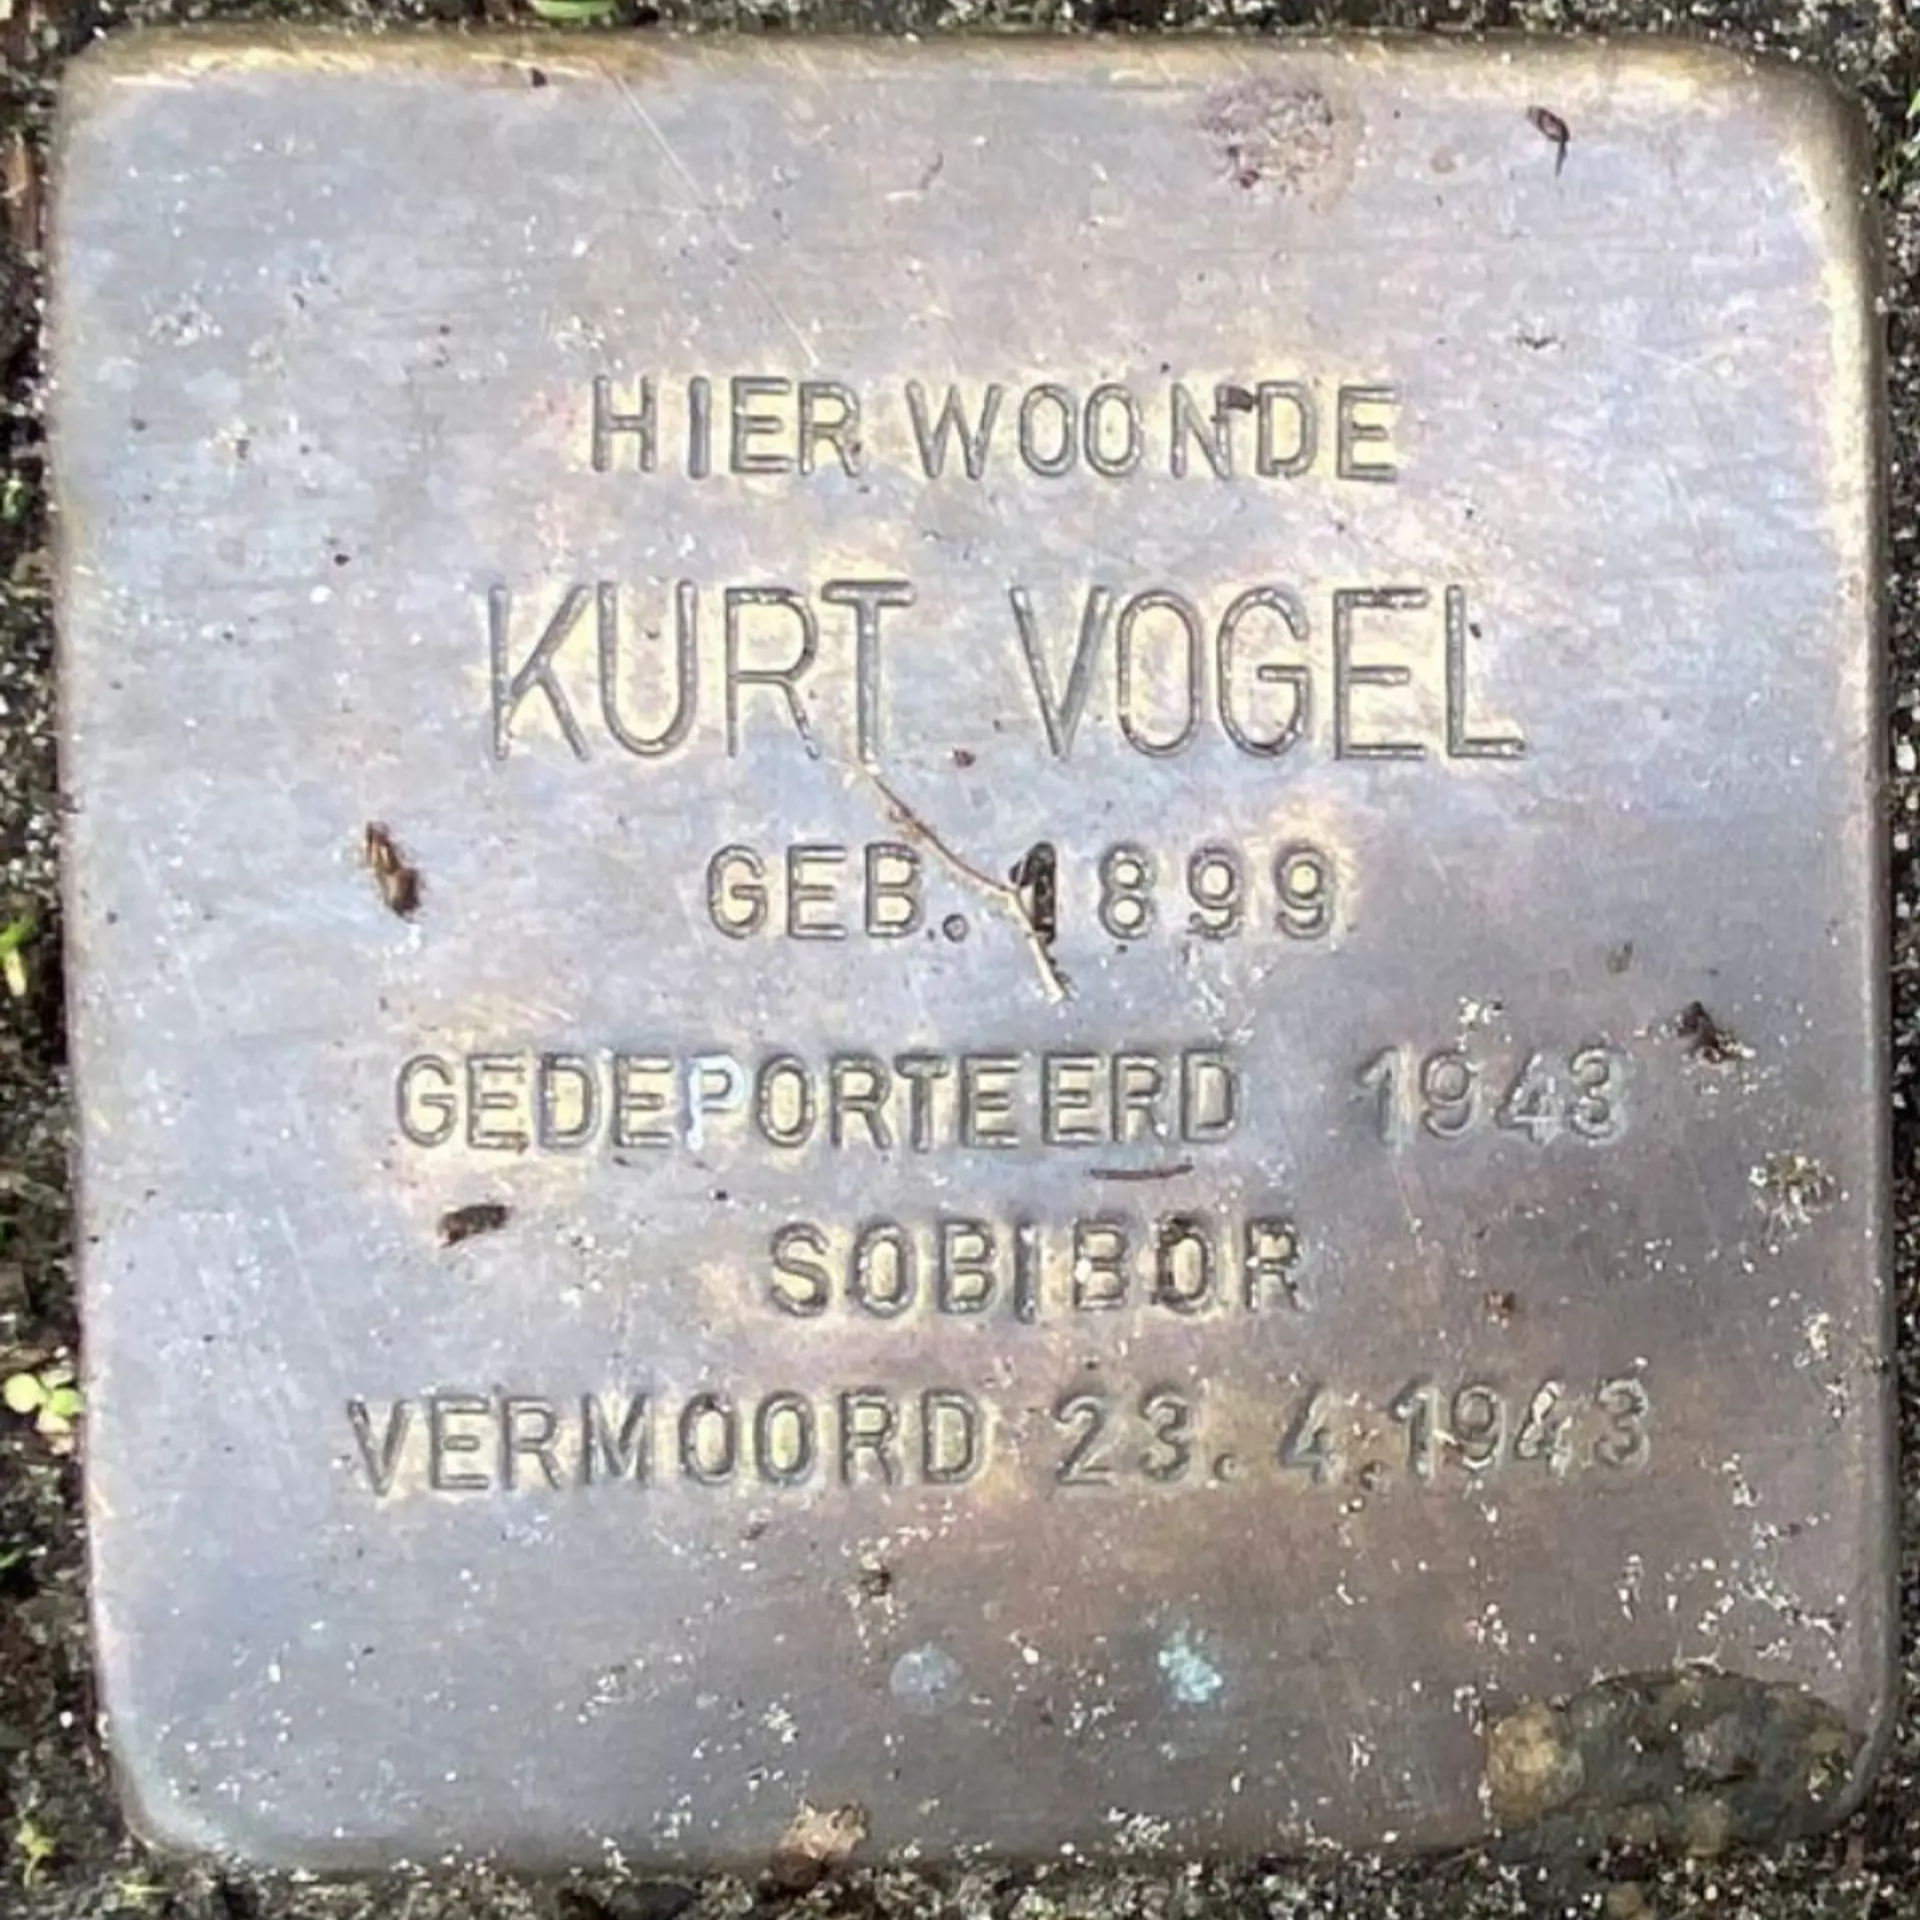 HIER WOONDE
KURT VOGEL
GEB. 1899
GEDEPORTEERD 1943
SOBIBOR
VERMOORD 23.4.1943